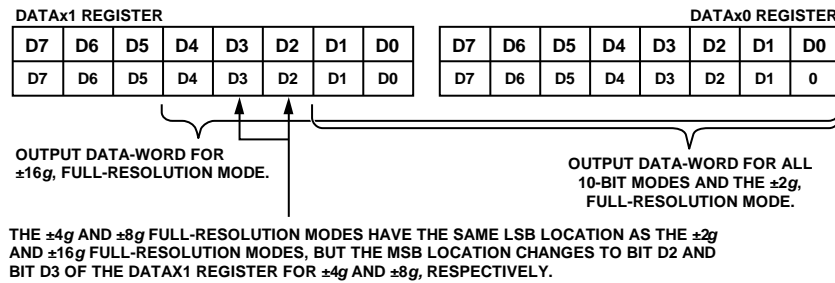 DATAx1 REGISTER
DATAx0 REGISTER
D7 D6 D5 D4 D3 D2 D1 D0
D7 D6 D5 D4 D3 D2 D1 D0
D7 D6 D5 D4 D3 D2 D1 D0
D7 D6 D5 D4 D3 D2 D1 0
OUTPUT DATA-WORD FOR
±16g, FULL-RESOLUTION MODE.
OUTPUT DATA-WORD FOR ALL
10-BIT MODES AND THE ±2g,
FULL-RESOLUTION MODE.
THE ±4g AND ±8g FULL-RESOLUTION MODES HAVE THE SAME LSB LOCATION AS THE ±2g
AND ±16g FULL-RESOLUTION MODES, BUT THE MSB LOCATION CHANGES TO BIT D2 AND
BIT D3 OF THE DATAX1 REGISTER FOR ±4g AND ±8g, RESPECTIVELY.